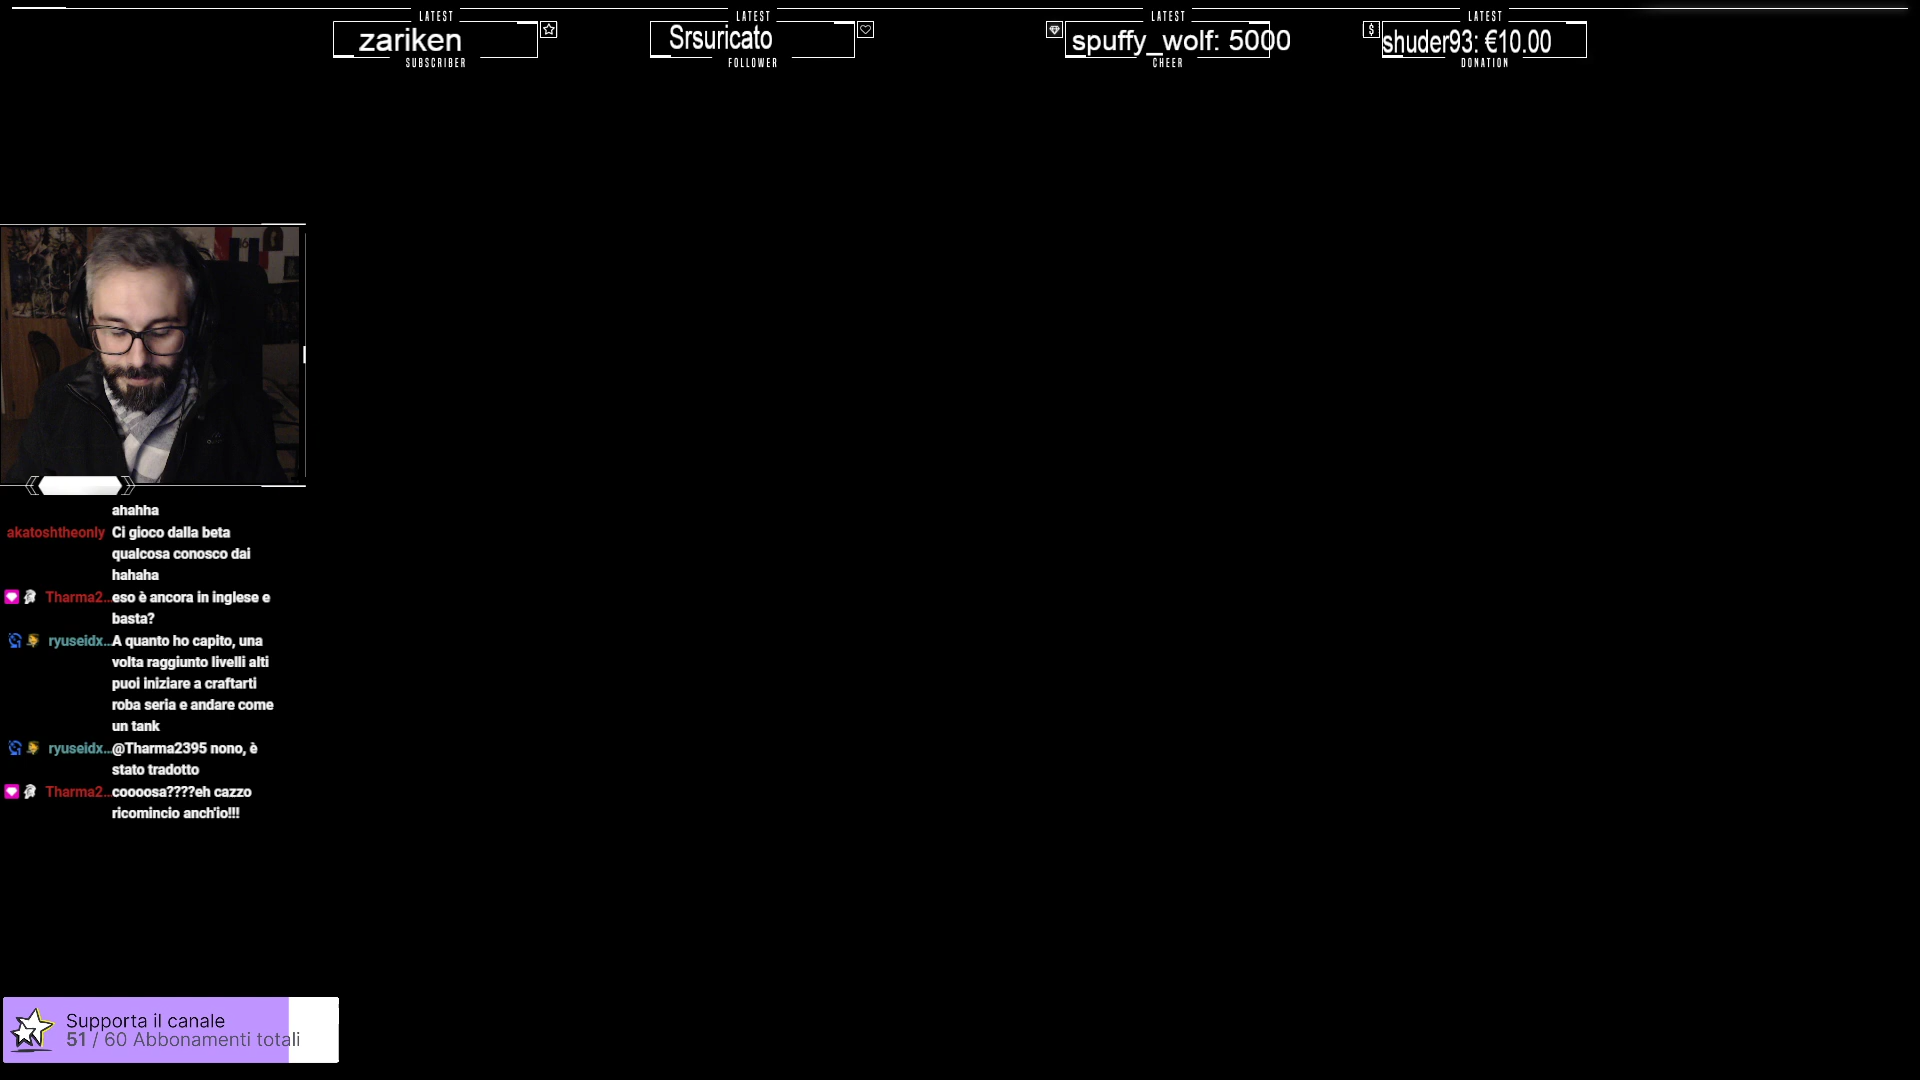 LATEST
zariken
SUBSCRIBER
LATEST
Srsuricato
FOLLOWER
LATEST
spuffy_wolf: 5000
CHEER
LATEST
shuder93: €10.00
DONATION
ahahha
akatoshtheonly Ci gioco dalla beta
qualcosa conosco dai
hahaha
Tharma2... eso è ancora in inglese e
basta?
ryuseidx... A quanto ho capito, una
volta raggiunto livelli alti
puoi iniziare a craftarti
roba seria e andare come
un tank
ryuseidx... @Tharma2395 nono, è
stato tradotto
Tharma2... coooosa????eh cazzo
ricomincio anch'io!!!
Supporta il canale
51 / 60 Abbonamenti totali